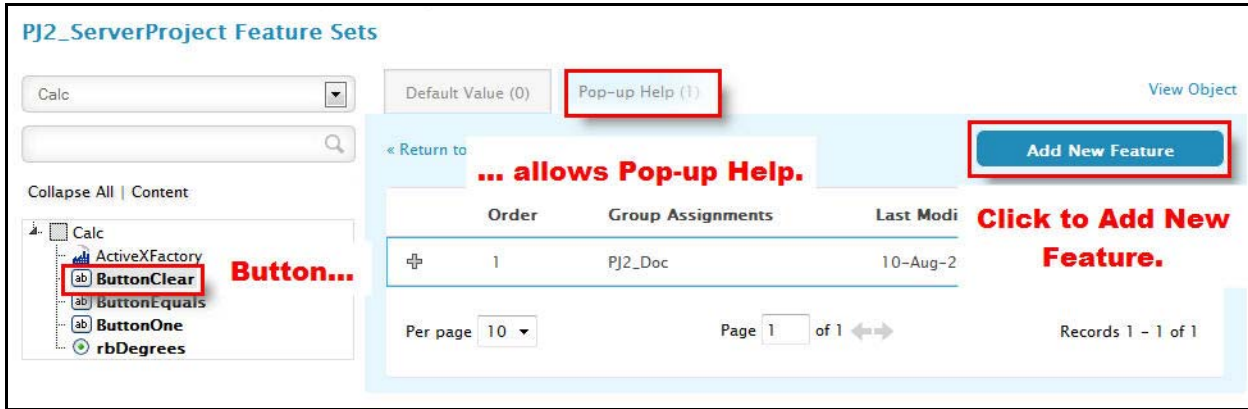 PJ2_ServerProject Feature Sets
Calc
Default Value (0)
Pop-up Help (1)
View Object
« Return to
Add New Feature
... allows Pop-up Help.
Collapse All | Content
Order Group Assignments Last Modi
Click to Add New
Feature.
Calc
ActiveXFactory
ButtonClear
Button...
1 PJ2_Doc 10-Aug-2
ButtonEquals
ButtonOne
rbDegrees
Per page 10 Page 1 of 1 Records 1 - 1 of 1